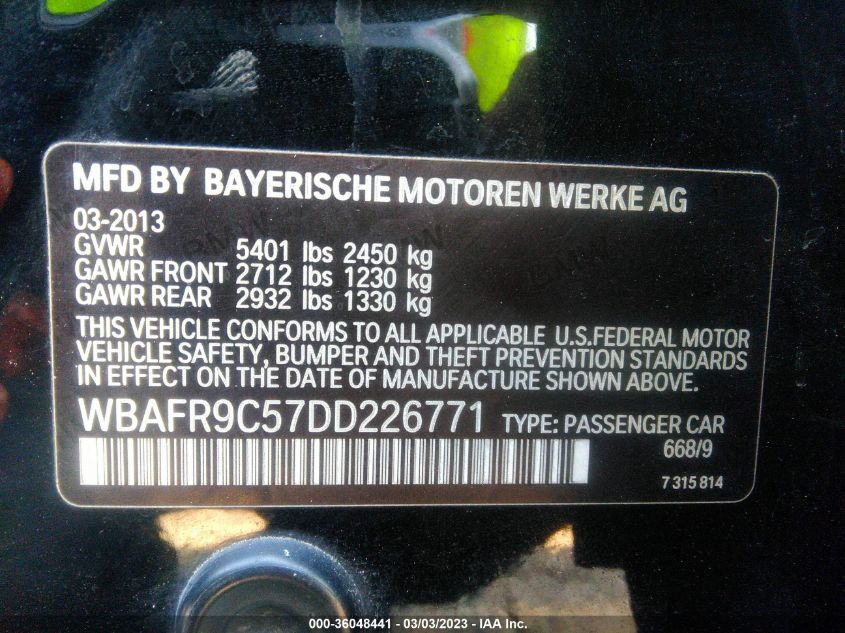 MFD BY BAYERISCHE MOTOREN WERKE AG
03-2013
GVWR 5401 lbs 2450 kg
GAWR FRONT 2712 lbs 1230 kg
GAWR REAR 2932 lbs 1330 kg
THIS VEHICLE CONFORMS TO ALL APPLICABLE U.S.FEDERAL MOTOR
VEHICLE SAFETY, BUMPER AND THEFT PREVENTION STANDARDS
IN EFFECT ON THE DATE OF MANUFACTURE SHOWN ABOVE.
WBAFR9C57DD226771 TYPE: PASSENGER CAR
668/9
7 315 814
000-36048441 - 03/03/2023 - IAA Inc.